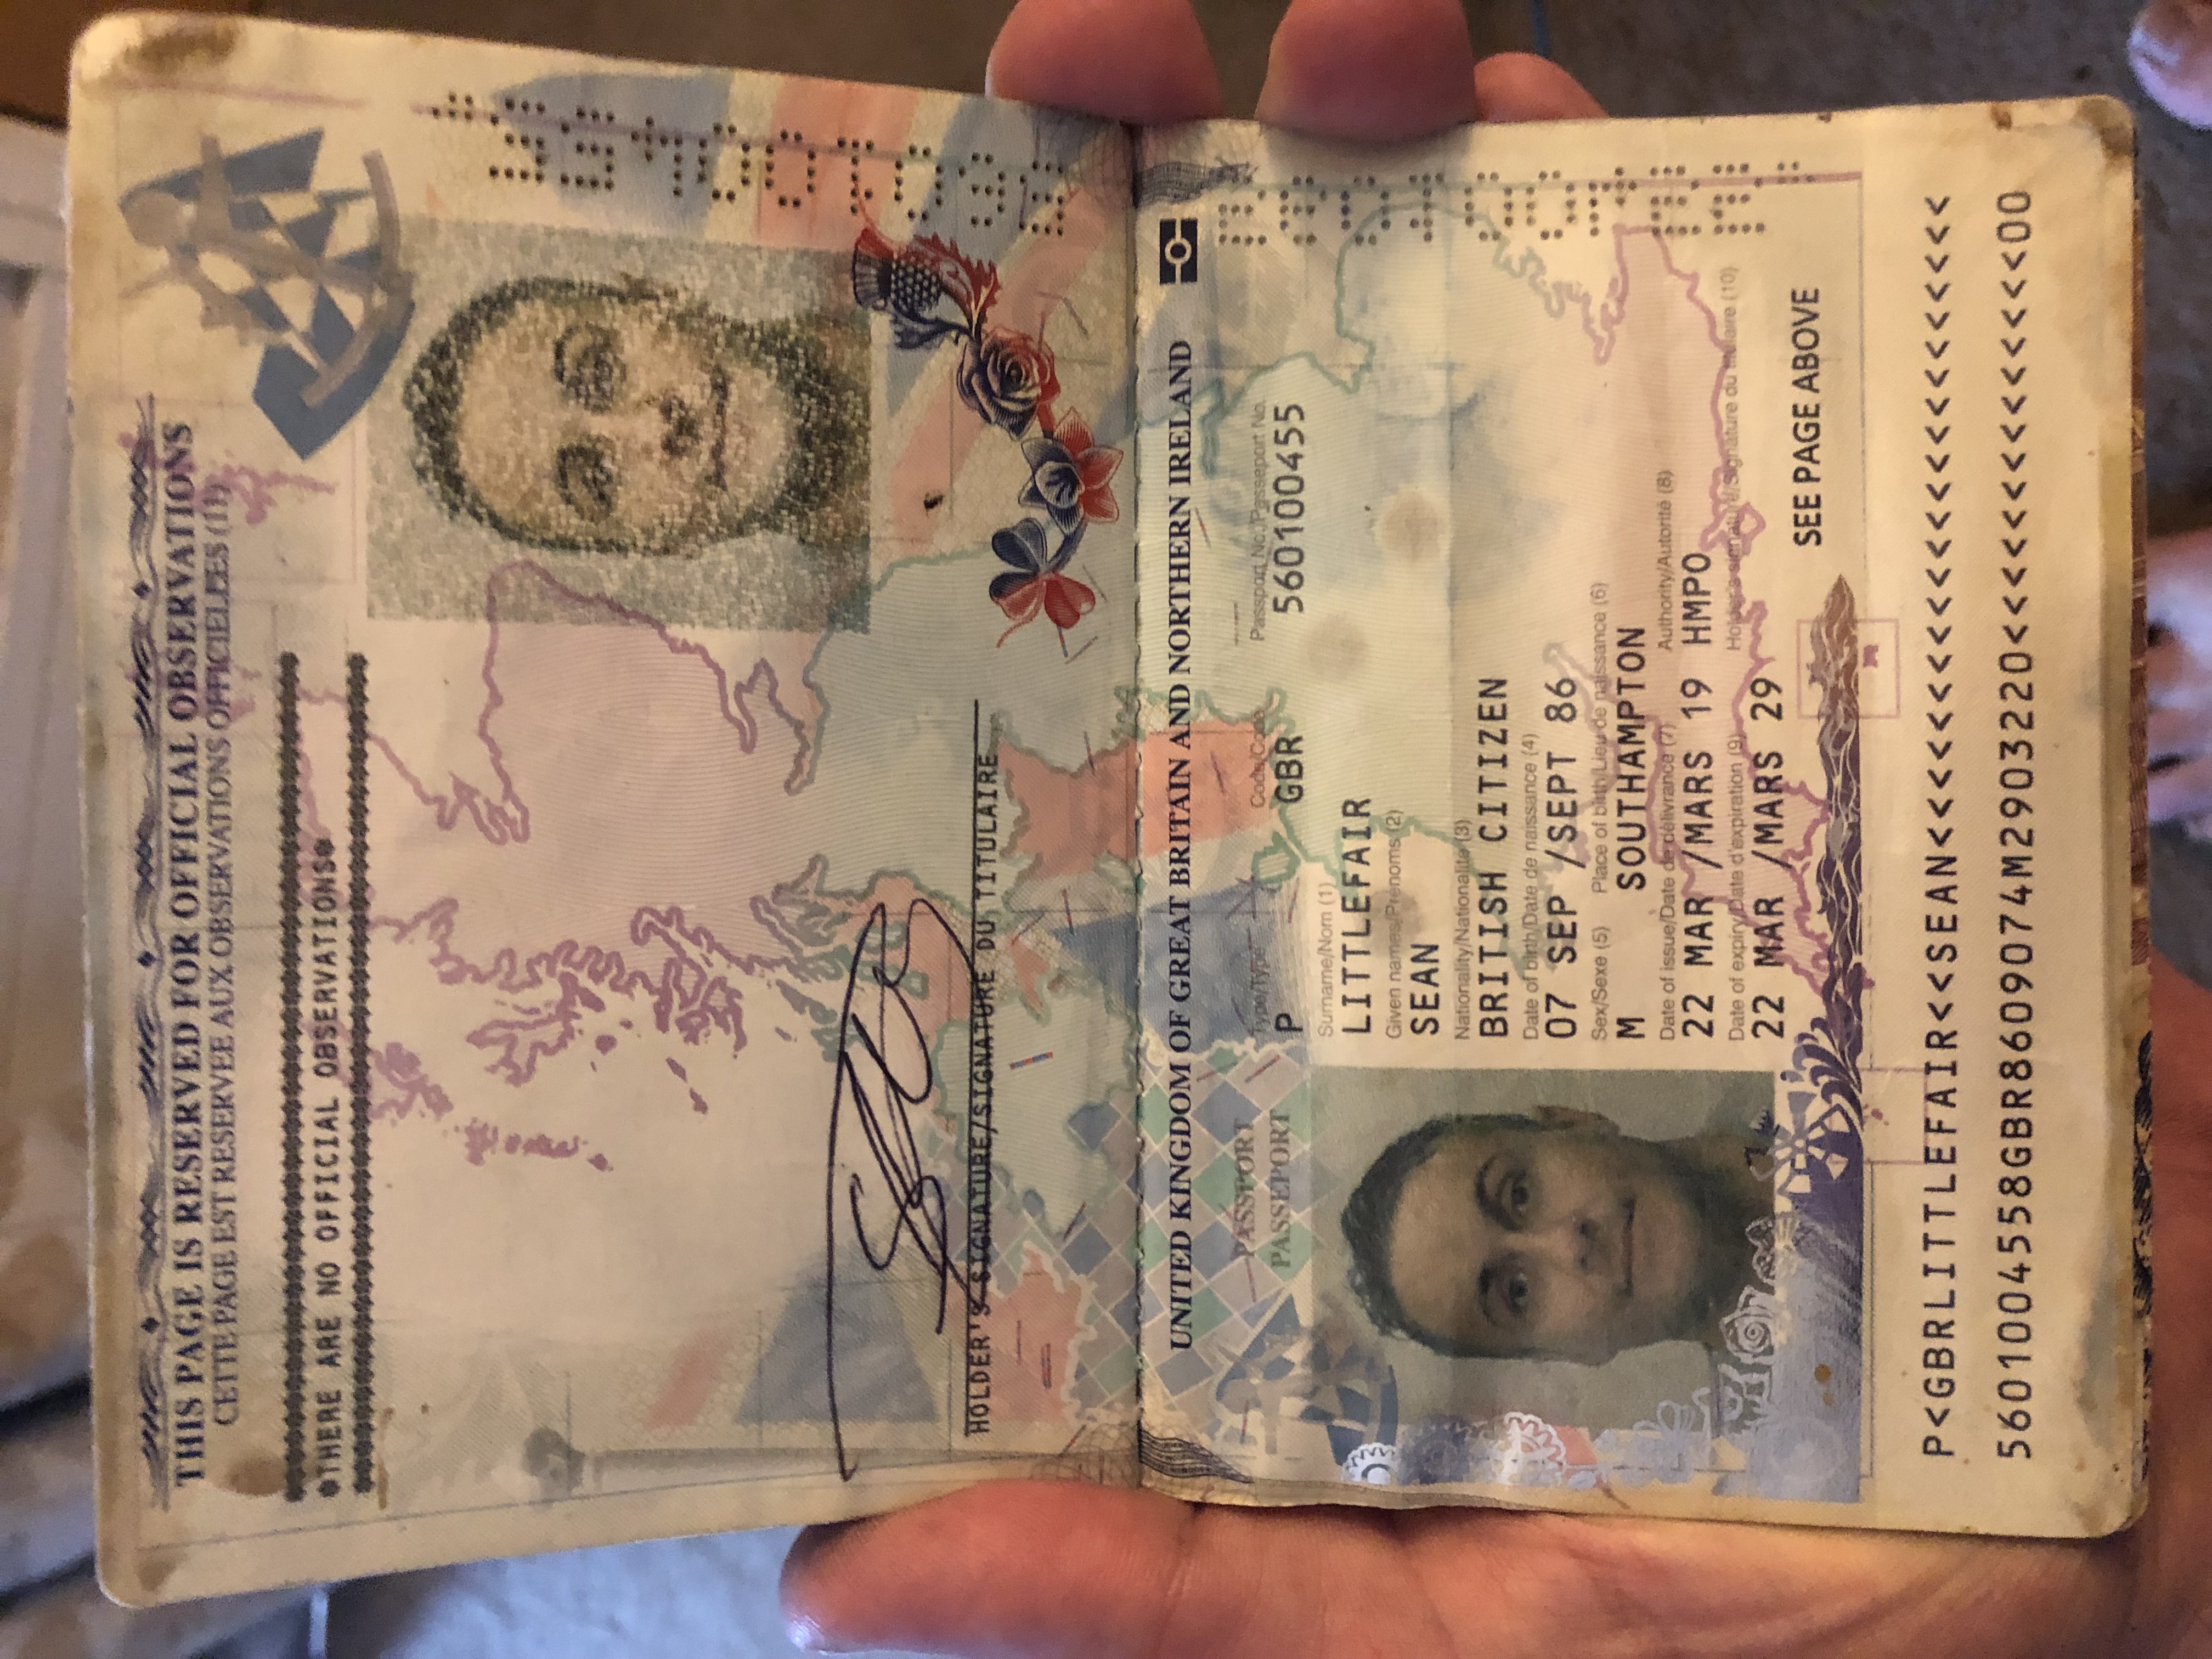 THIS PAGE IS RESERVED FOR OFFICIAL OBSERVATIONS
CETTE PAGE EST RESERVEE AUX OBSERVATIONS OFFICIELLES (11)
*THERE ARE NO OFFICIAL OBSERVATIONS*
HOLDER'S SIGNATURE/SIGNATURE DU TITULAIRE
UNITED KINGDOM OF GREAT BRITAIN AND NORTHERN IRELAND
PASSPORT
PASSEPORT
Type/Type Code/Code Passport No./Passeport No.
P GBR 560100455
Surname/Nom (1)
LITTLEFAIR
Given names/Prénoms (2)
SEAN
Nationality/Nationalité (3)
BRITISH CITIZEN
Date of birth/Date de naissance (4)
07 SEP /SEPT 86
Sex/Sexe (5) Place of birth/Lieu de naissance (6)
M SOUTHAMPTON
Date of issue/Date de délivrance (7) Authority/Autorité (8)
22 MAR /MARS 19 HMPO
Date of expiry/Date d'expiration (9) Holder's signature/Signature du titulaire (10)
22 MAR /MARS 29
SEE PAGE ABOVE
P<GBRLITTLEFAIR<<SEAN<<<<<<<<<<<<<<<<<<<<<<<
5601004558GBR8609074M2903220<<<<<<<<<<<<<<00